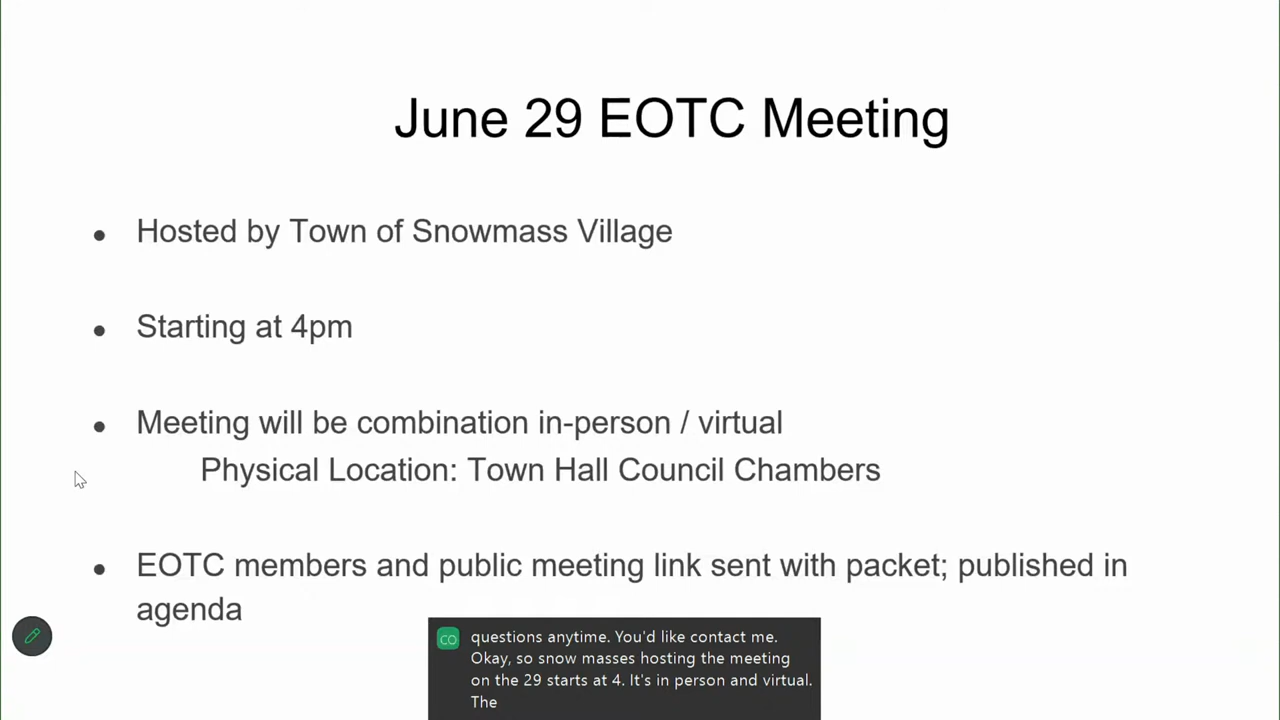 June 29 EOTC Meeting
● Hosted by Town of Snowmass Village
● Starting at 4pm
● Meeting will be combination in-person / virtual
Physical Location: Town Hall Council Chambers
● EOTC members and public meeting link sent with packet; published in
agenda
CO
questions anytime. You'd like contact me.
Okay, so snow masses hosting the meeting
on the 29 starts at 4. It's in person and virtual.
The